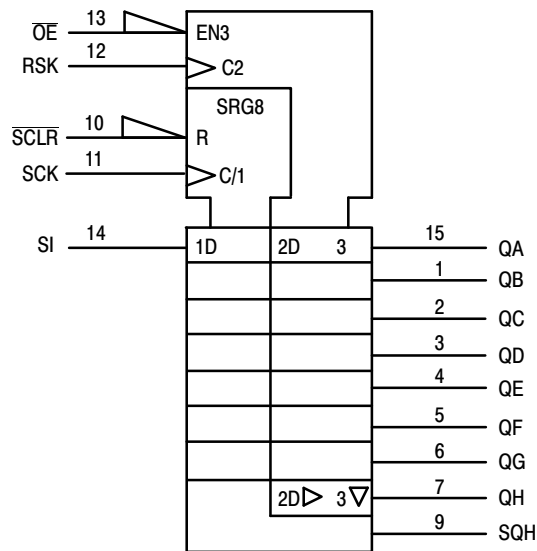 OE 13 EN3
RSK 12 C2
SRG8
SCLR 10 R
SCK 11 C/1
SI 14 1D 2D 3 15 QA
1 QB
2 QC
3 QD
4 QE
5 QF
6 QG
2D 3 7 QH
9 SQH